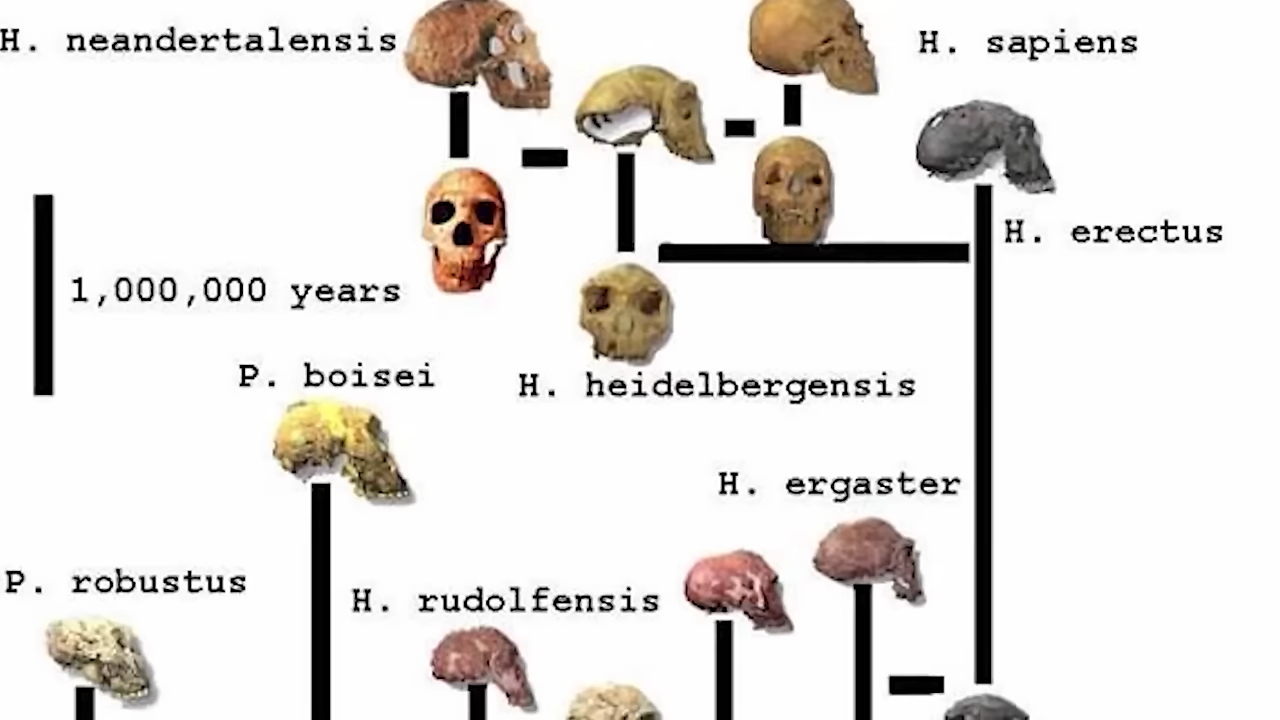 H. neandertalensis
H. sapiens
H. erectus
1,000,000 years
P. boisei
H. heidelbergensis
H. ergaster
P. robustus
H. rudolfensis